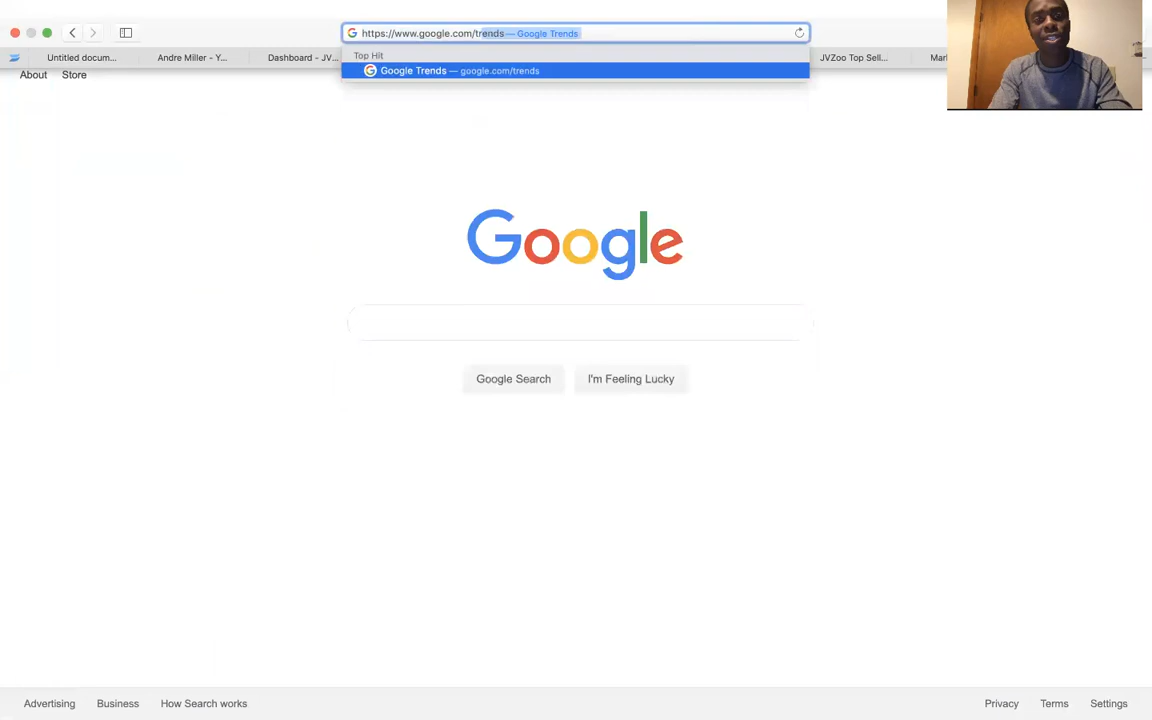 https://www.google.com/trends — Google Trends
Top Hit
Google Trends — google.com/trends
Untitled docum...
Andre Miller - Y...
Dashboard - JV...
JVZoo Top Sell...
About
Store
Google
Google Search
I'm Feeling Lucky
Advertising
Business
How Search works
Privacy
Terms
Settings